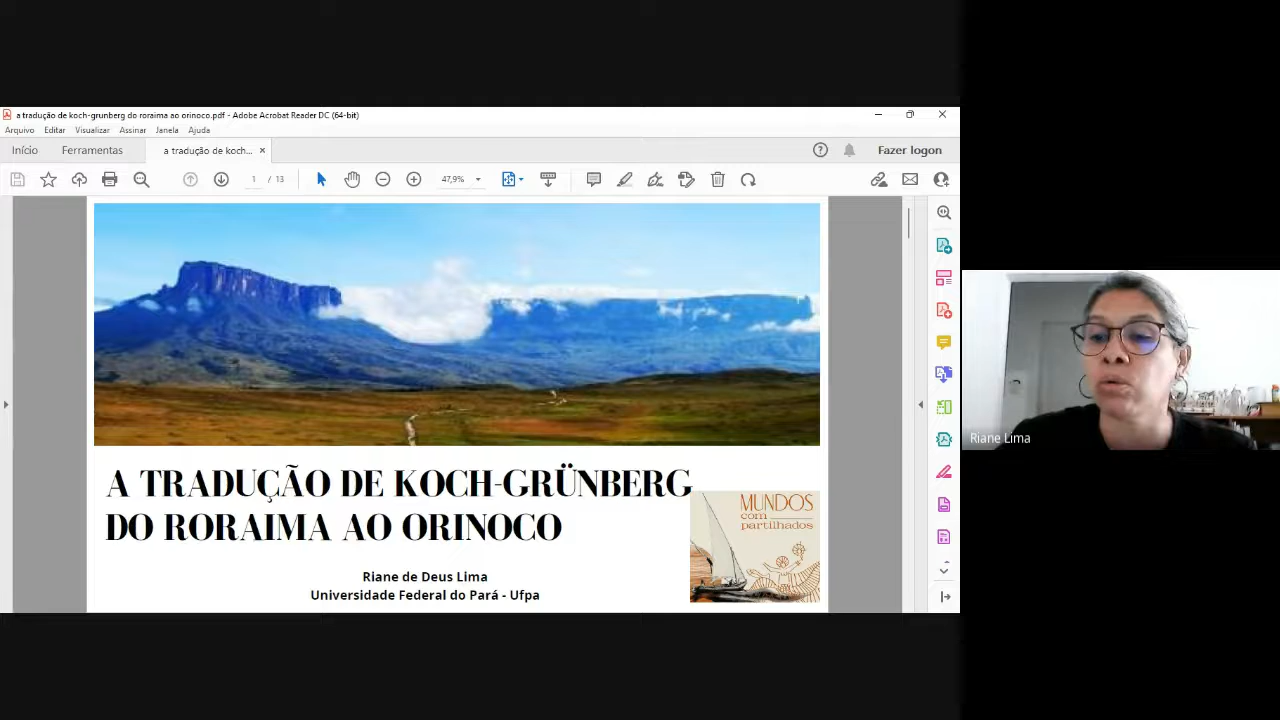 a tradução de koch-grunberg do roraima ao orinoco.pdf - Adobe Acrobat Reader DC (64-bit)
Arquivo Editar Visualizar Assinar Janela Ajuda
Início Ferramentas a tradução de koch... Fazer logon
1 / 13 47,9%
A TRADUÇÃO DE KOCH-GRÜNBERG
DO RORAIMA AO ORINOCO
MUNDOS
com
partilhados
Riane de Deus Lima
Universidade Federal do Pará - Ufpa
Riane Lima